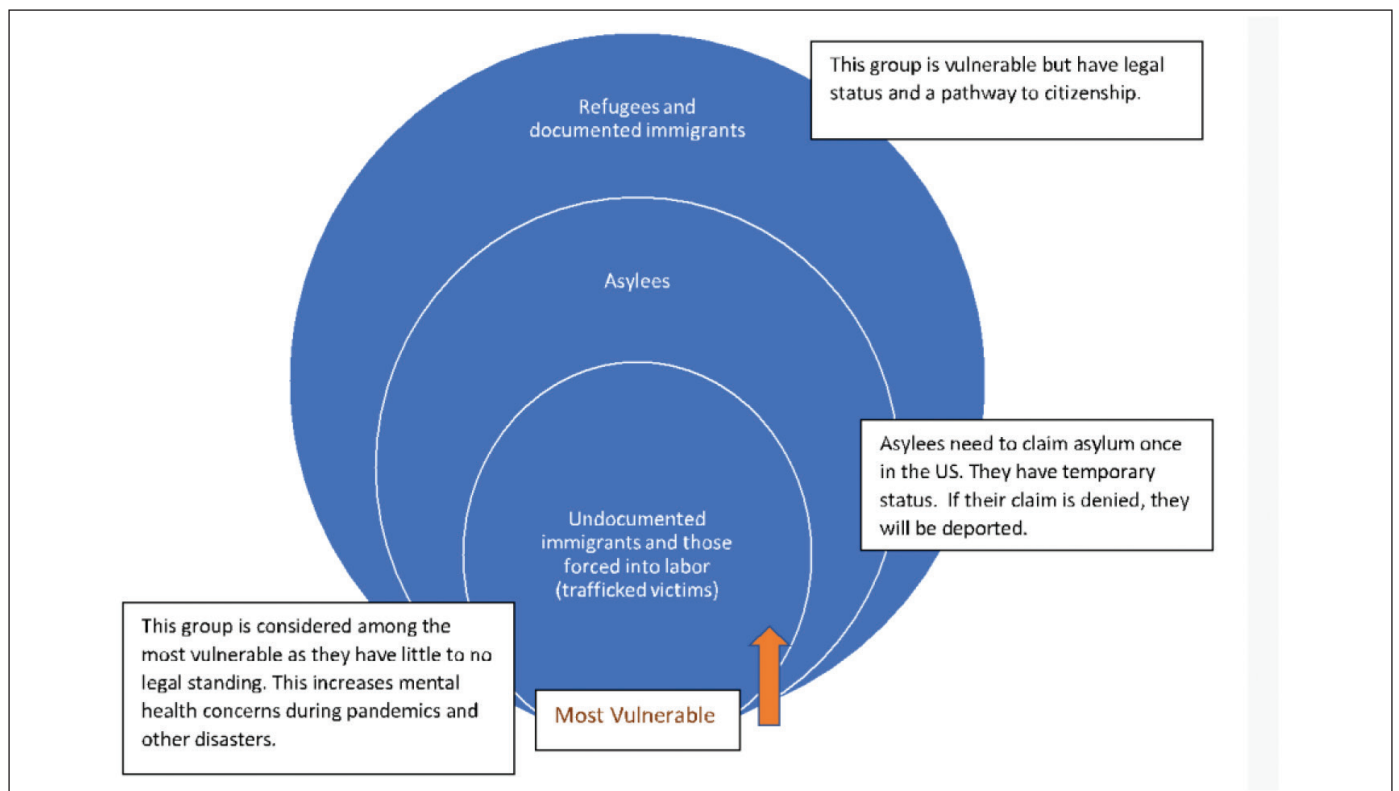 This group is vulnerable but have legal
status and a pathway to citizenship.
Refugees and
documented immigrants
Asylees
Asylees need to claim asylum once
in the US. They have temporary
status.  If their claim is denied, they
will be deported.
Undocumented
immigrants and those
forced into labor
(trafficked victims)
This group is considered among the
most vulnerable as they have little to no
legal standing. This increases mental
health concerns during pandemics and
other disasters.
Most Vulnerable